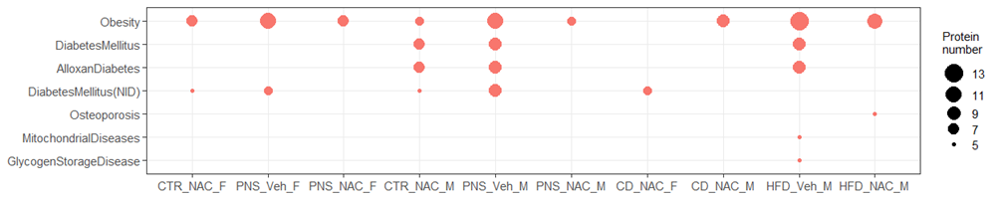 Obesity
DiabetesMellitus
AlloxanDiabetes
DiabetesMellitus(NID)
Osteoporosis
MitochondrialDiseases
GlycogenStorageDisease
CTR_NAC_F PNS_Veh_F PNS_NAC_F CTR_NAC_M PNS_Veh_M PNS_NAC_M CD_NAC_F CD_NAC_M HFD_Veh_M HFD_NAC_M
Protein
number
13
11
9
7
5